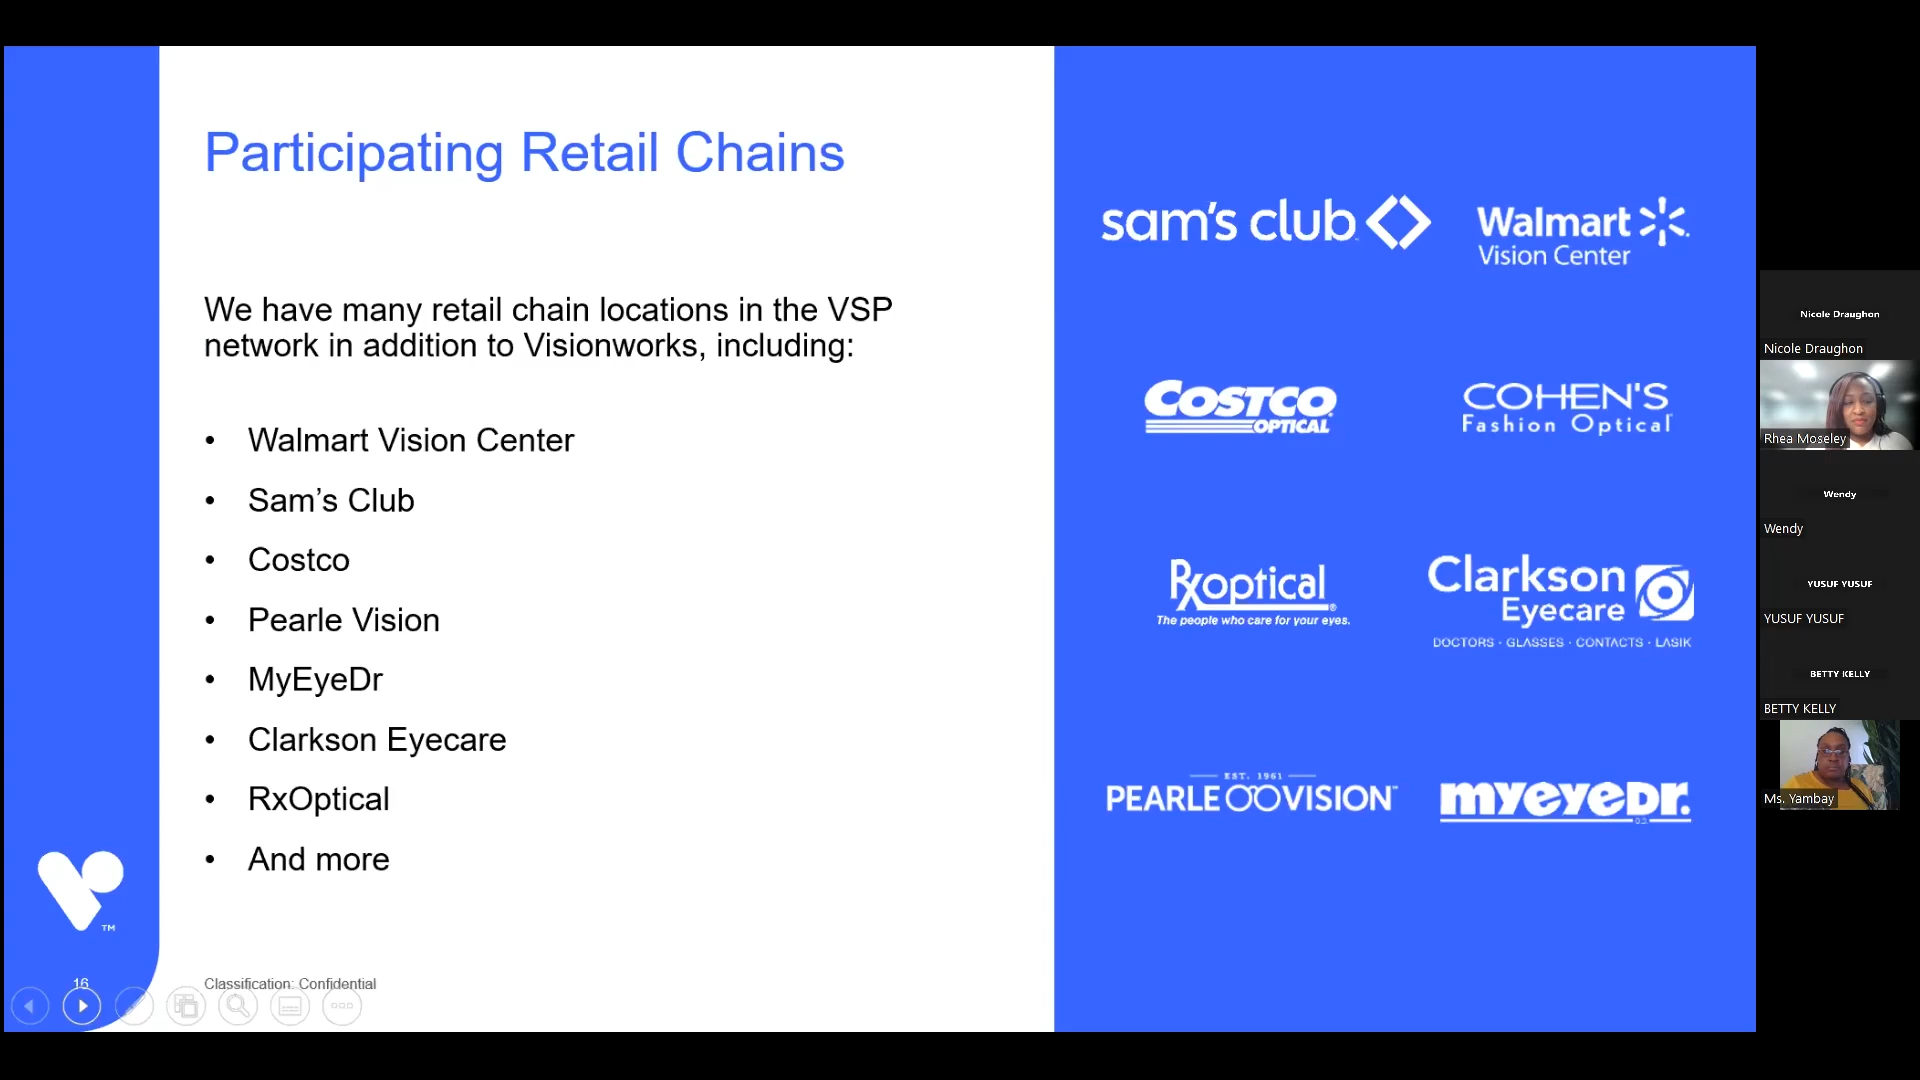 Participating Retail Chains
We have many retail chain locations in the VSP
network in addition to Visionworks, including:
• Walmart Vision Center
• Sam’s Club
• Costco
• Pearle Vision
• MyEyeDr
• Clarkson Eyecare
• RxOptical
• And more
TM
16
Classification: Confidential
sam's club
Walmart
Vision Center
COSTCO
OPTICAL
COHEN'S
Fashion Optical
Rxoptical®
The people who care for your eyes.
Clarkson
Eyecare
DOCTORS · GLASSES · CONTACTS · LASIK
EST. 1961
PEARLE VISION™
myeyeDr.
Nicole Draughon
Nicole Draughon
Rhea Moseley
Wendy
Wendy
YUSUF YUSUF
YUSUF YUSUF
BETTY KELLY
BETTY KELLY
Ms. Yambay